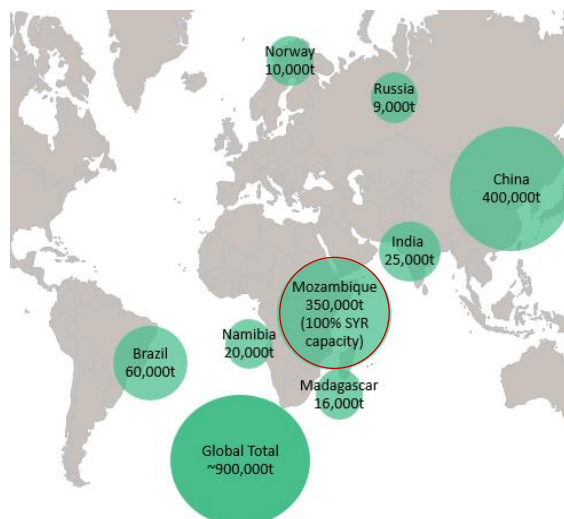 Norway
10,000t
Russia
9,000t
China
400,000t
India
25,000t
Mozambique
350,000t
(100% SYR
capacity)
Namibia
20,000t
Brazil
60,000t
Madagascar
16,000t
Global Total
~900,000t